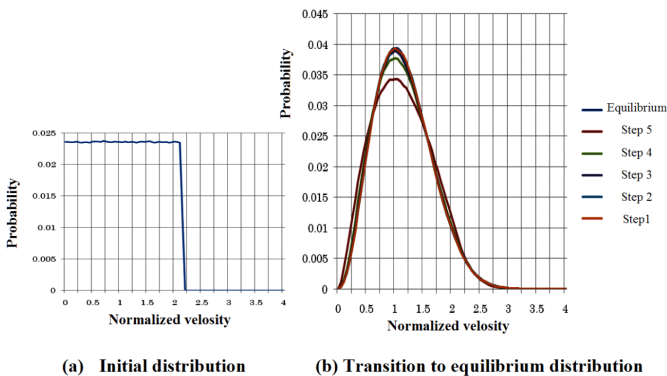 0.025
0.02
0.015
0.01
0.005
0
Probability
0 0.5 1 1.5 2 2.5 3 3.5 4
Normalized velosity
(a) Initial distribution
0.045
0.04
0.035
0.03
0.025
0.02
0.015
0.01
0.005
0
Probability
0 0.5 1 1.5 2 2.5 3 3.5 4
Normalized velosity
Equilibrium
Step 5
Step 4
Step 3
Step 2
Step1
(b) Transition to equilibrium distribution